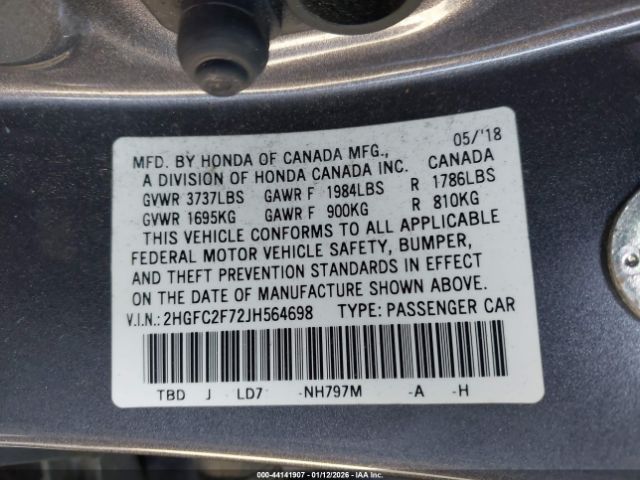 05/'18
MFD. BY HONDA OF CANADA MFG.,
A DIVISION OF HONDA CANADA INC. CANADA
GVWR 3737LBS GAWR F 1984LBS R 1786LBS
GVWR 1695KG GAWR F 900KG R 810KG
THIS VEHICLE CONFORMS TO ALL APPLICABLE
FEDERAL MOTOR VEHICLE SAFETY, BUMPER,
AND THEFT PREVENTION STANDARDS IN EFFECT
ON THE DATE OF MANUFACTURE SHOWN ABOVE.
V.I.N.: 2HGFC2F72JH564698 TYPE: PASSENGER CAR
TBD J LD7 -NH797M -A -H
000-44141907 - 01/12/2026 - IAAI.COM